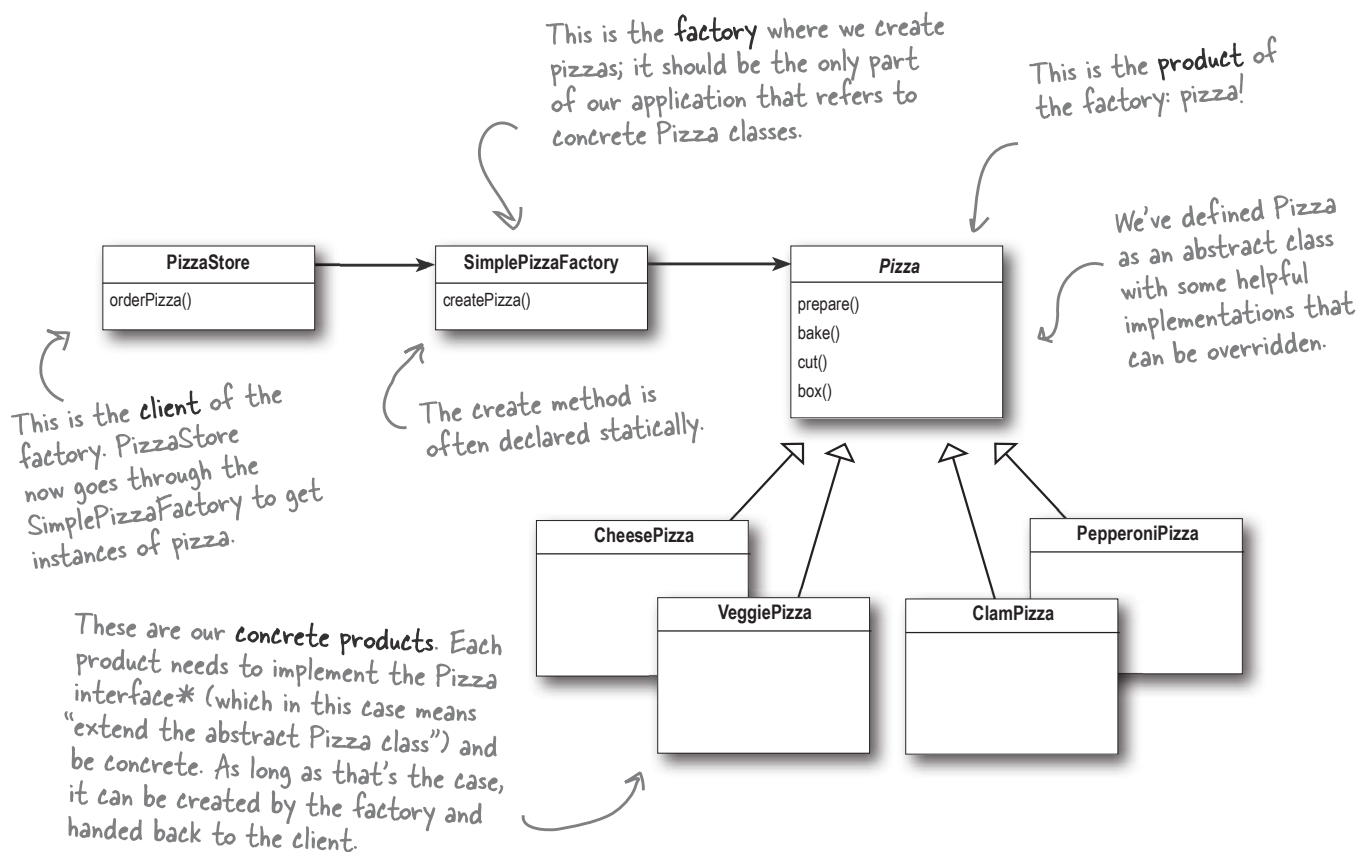 This is the factory where we create
pizzas; it should be the only part
of our application that refers to
concrete Pizza classes.
This is the product of
the factory: pizza!
We've defined Pizza
as an abstract class
with some helpful
implementations that
can be overridden.
PizzaStore
orderPizza()
SimplePizzaFactory
createPizza()
Pizza
prepare()
bake()
cut()
box()
This is the client of the
factory. PizzaStore
now goes through the
SimplePizzaFactory to get
instances of pizza.
The create method is
often declared statically.
CheesePizza
VeggiePizza
ClamPizza
PepperoniPizza
These are our concrete products. Each
product needs to implement the Pizza
interface* (which in this case means
“extend the abstract Pizza class”) and
be concrete. As long as that's the case,
it can be created by the factory and
handed back to the client.